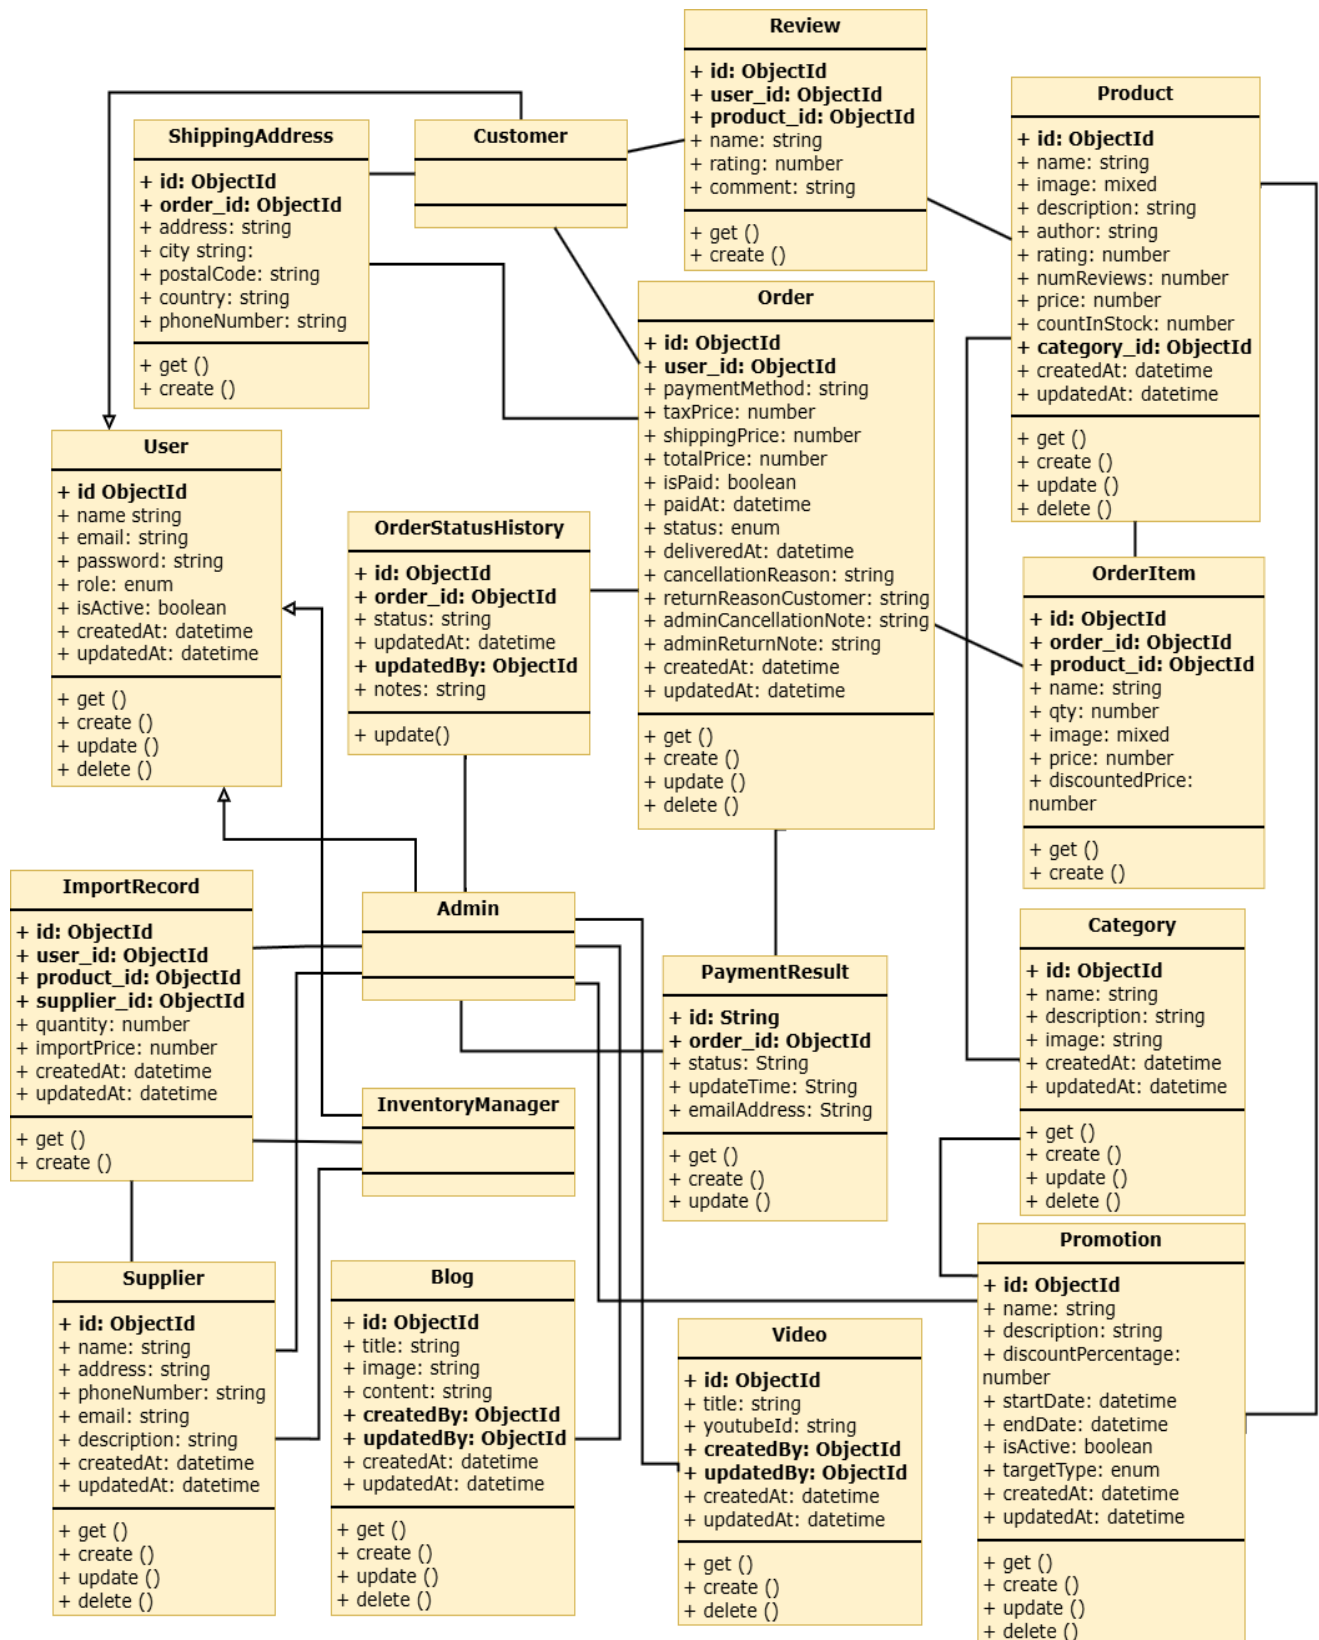 Review
+ id: ObjectId
+ user_id: ObjectId
+ product_id: ObjectId
+ name: string
+ rating: number
+ comment: string
+ get ()
+ create ()
Product
+ id: ObjectId
+ name: string
+ image: mixed
+ description: string
+ author: string
+ rating: number
+ numReviews: number
+ price: number
+ countInStock: number
+ category_id: ObjectId
+ createdAt: datetime
+ updatedAt: datetime
+ get ()
+ create ()
+ update ()
+ delete ()
ShippingAddress
+ id: ObjectId
+ order_id: ObjectId
+ address: string
+ city string:
+ postalCode: string
+ country: string
+ phoneNumber: string
+ get ()
+ create ()
Customer
Order
+ id: ObjectId
+ user_id: ObjectId
+ paymentMethod: string
+ taxPrice: number
+ shippingPrice: number
+ totalPrice: number
+ isPaid: boolean
+ paidAt: datetime
+ status: enum
+ deliveredAt: datetime
+ cancellationReason: string
+ returnReasonCustomer: string
+ adminCancellationNote: string
+ adminReturnNote: string
+ createdAt: datetime
+ updatedAt: datetime
+ get ()
+ create ()
+ update ()
+ delete ()
User
+ id ObjectId
+ name string
+ email: string
+ password: string
+ role: enum
+ isActive: boolean
+ createdAt: datetime
+ updatedAt: datetime
+ get ()
+ create ()
+ update ()
+ delete ()
OrderStatusHistory
+ id: ObjectId
+ order_id: ObjectId
+ status: string
+ updatedAt: datetime
+ updatedBy: ObjectId
+ notes: string
+ update()
OrderItem
+ id: ObjectId
+ order_id: ObjectId
+ product_id: ObjectId
+ name: string
+ qty: number
+ image: mixed
+ price: number
+ discountedPrice:
number
+ get ()
+ create ()
ImportRecord
+ id: ObjectId
+ user_id: ObjectId
+ product_id: ObjectId
+ supplier_id: ObjectId
+ quantity: number
+ importPrice: number
+ createdAt: datetime
+ updatedAt: datetime
+ get ()
+ create ()
Admin
PaymentResult
+ id: String
+ order_id: ObjectId
+ status: String
+ updateTime: String
+ emailAddress: String
+ get ()
+ create ()
+ update ()
Category
+ id: ObjectId
+ name: string
+ description: string
+ image: string
+ createdAt: datetime
+ updatedAt: datetime
+ get ()
+ create ()
+ update ()
+ delete ()
InventoryManager
Supplier
+ id: ObjectId
+ name: string
+ address: string
+ phoneNumber: string
+ email: string
+ description: string
+ createdAt: datetime
+ updatedAt: datetime
+ get ()
+ create ()
+ update ()
+ delete ()
Blog
+ id: ObjectId
+ title: string
+ image: string
+ content: string
+ createdBy: ObjectId
+ updatedBy: ObjectId
+ createdAt: datetime
+ updatedAt: datetime
+ get ()
+ create ()
+ update ()
+ delete ()
Video
+ id: ObjectId
+ title: string
+ youtubeId: string
+ createdBy: ObjectId
+ updatedBy: ObjectId
+ createdAt: datetime
+ updatedAt: datetime
+ get ()
+ create ()
+ delete ()
Promotion
+ id: ObjectId
+ name: string
+ description: string
+ discountPercentage:
number
+ startDate: datetime
+ endDate: datetime
+ isActive: boolean
+ targetType: enum
+ createdAt: datetime
+ updatedAt: datetime
+ get ()
+ create ()
+ update ()
+ delete ()